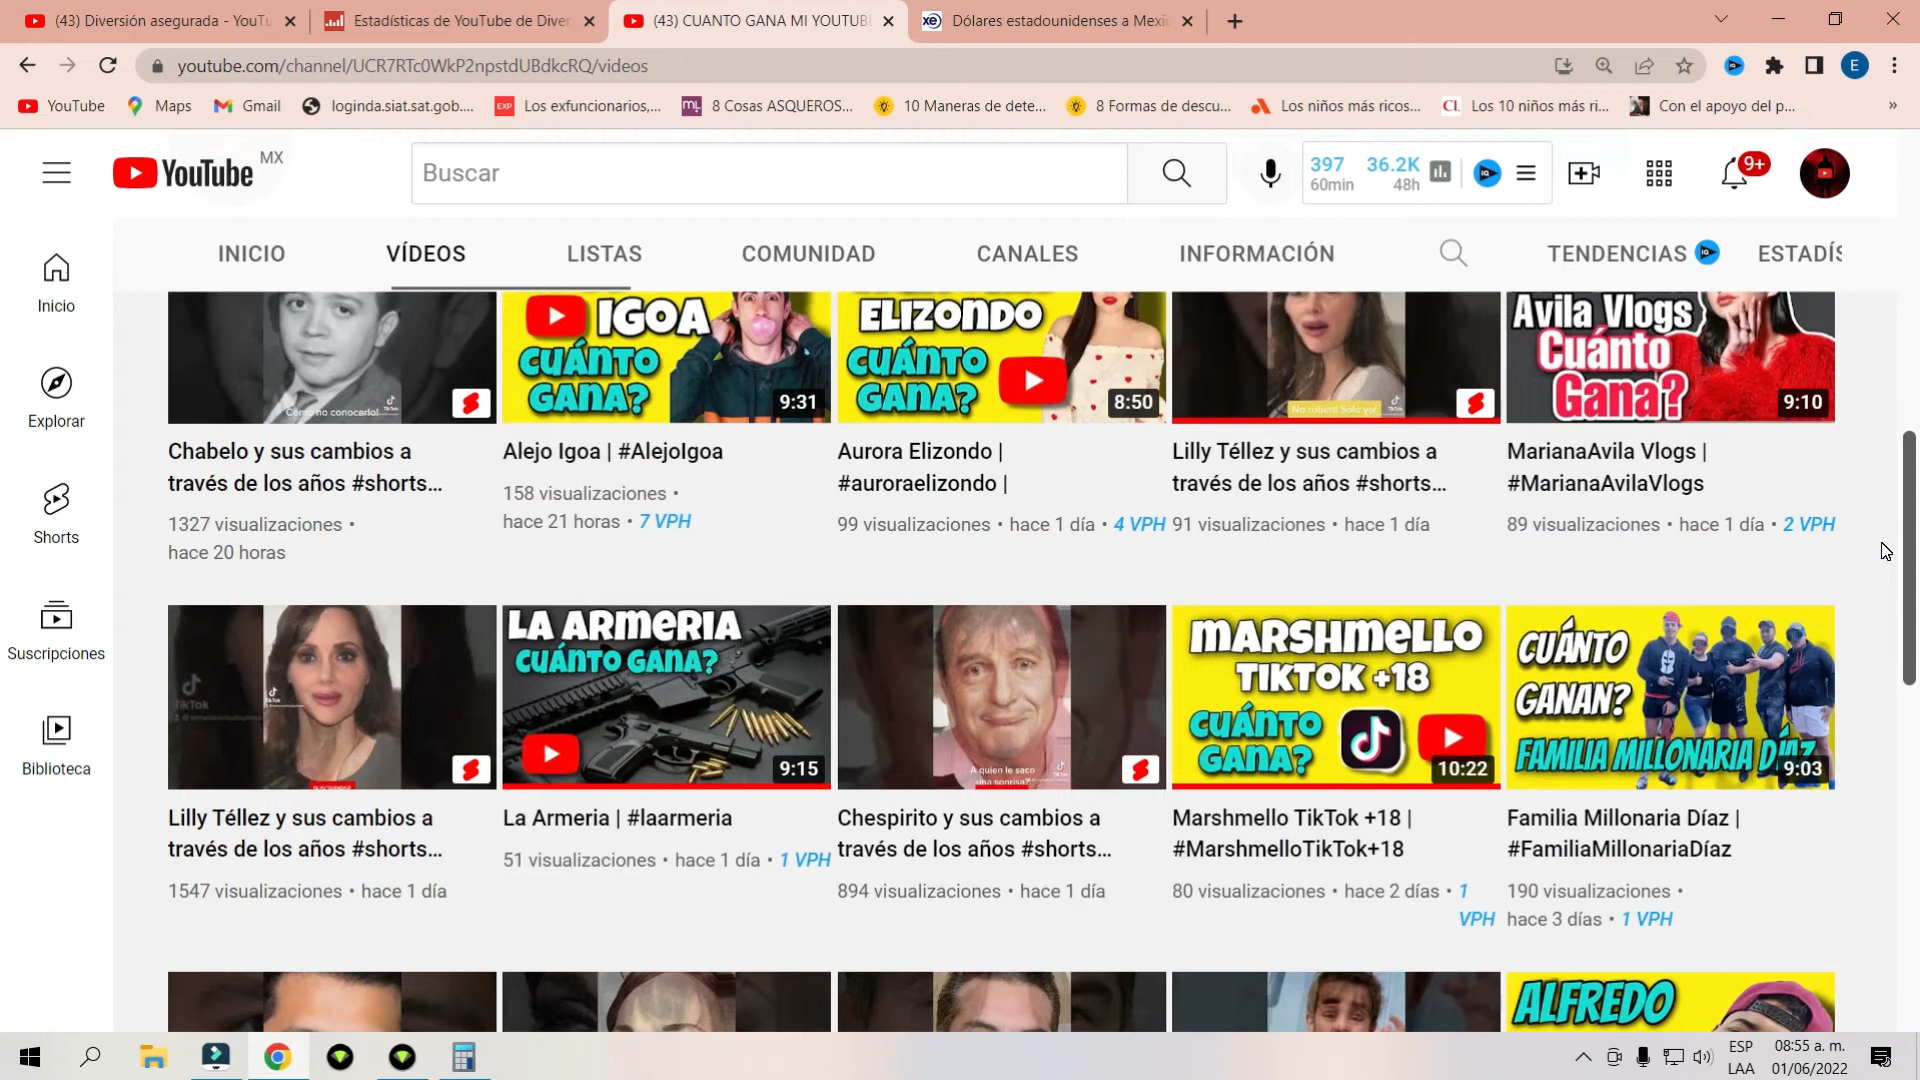 (43) Diversión asegurada - YouTu
Estadísticas de YouTube de Diver
(43) CUANTO GANA MI YOUTUBE
xe
Dólares estadounidenses a Mexic
youtube.com/channel/UCR7RTc0WkP2npstdUBdkcRQ/videos
E
YouTube
Maps
Gmail
loginda.siat.sat.gob....
EXP
Los exfuncionarios,...
8 Cosas ASQUEROS...
10 Maneras de dete...
8 Formas de descu...
Los niños más ricos...
CL
Los 10 niños más ri...
Con el apoyo del p...
»
YouTube
MX
Buscar
397
60min
36.2K
48h
9+
INICIO
VÍDEOS
LISTAS
COMUNIDAD
CANALES
INFORMACIÓN
TENDENCIAS
ESTADÍS
Inicio
Explorar
Shorts
Suscripciones
Biblioteca
Como no conocerlo!
TikTok
IGOA
CUÁNTO
GANA?
9:31
ELIZONDO
CUÁNTO
GANA?
8:50
No roben! Solo yo!
TikTok
Avila Vlogs
Cuánto
Gana?
9:10
Chabelo y sus cambios a
través de los años #shorts...
1327 visualizaciones •
hace 20 horas
Alejo Igoa | #AlejoIgoa
158 visualizaciones •
hace 21 horas • 7 VPH
Aurora Elizondo |
#auroraelizondo |
99 visualizaciones • hace 1 día • 4 VPH
Lilly Téllez y sus cambios a
través de los años #shorts...
91 visualizaciones • hace 1 día
MarianaAvila Vlogs |
#MarianaAvilaVlogs
89 visualizaciones • hace 1 día • 2 VPH
TikTok
LA ARMERIA
CUÁNTO GANA?
9:15
A quien le saco
una sonrisa?
TikTok
MARSHMELLO
TIKTOK +18
CUÁNTO
GANA?
10:22
CUÁNTO
GANAN?
FAMILIA MILLONARIA DÍAZ
9:03
Lilly Téllez y sus cambios a
través de los años #shorts...
1547 visualizaciones • hace 1 día
La Armeria | #laarmeria
51 visualizaciones • hace 1 día • 1 VPH
Chespirito y sus cambios a
través de los años #shorts...
894 visualizaciones • hace 1 día
Marshmello TikTok +18 |
#MarshmelloTikTok+18
80 visualizaciones • hace 2 días • 1
VPH
Familia Millonaria Díaz |
#FamiliaMillonariaDíaz
190 visualizaciones •
hace 3 días • 1 VPH
ALFREDO
ESP
LAA
08:55 a. m.
01/06/2022